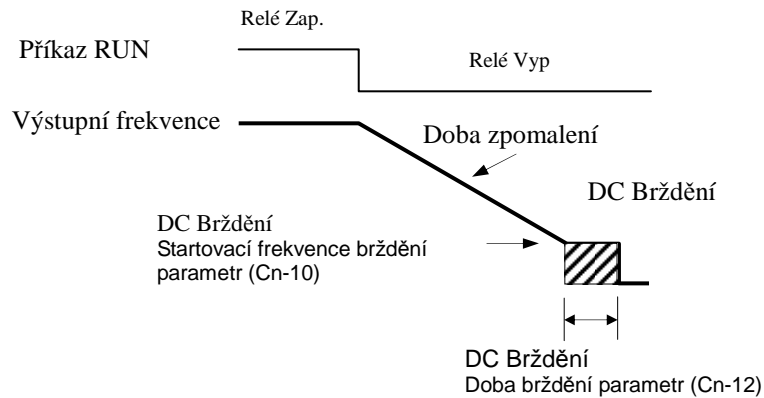 Relé Zap.
Příkaz RUN
Relé Vyp
Výstupní frekvence
Doba zpomalení
DC Brždění
DC Brždění
Startovací frekvence brždění
parametr (Cn-10)
DC Brždění
Doba brždění parametr (Cn-12)